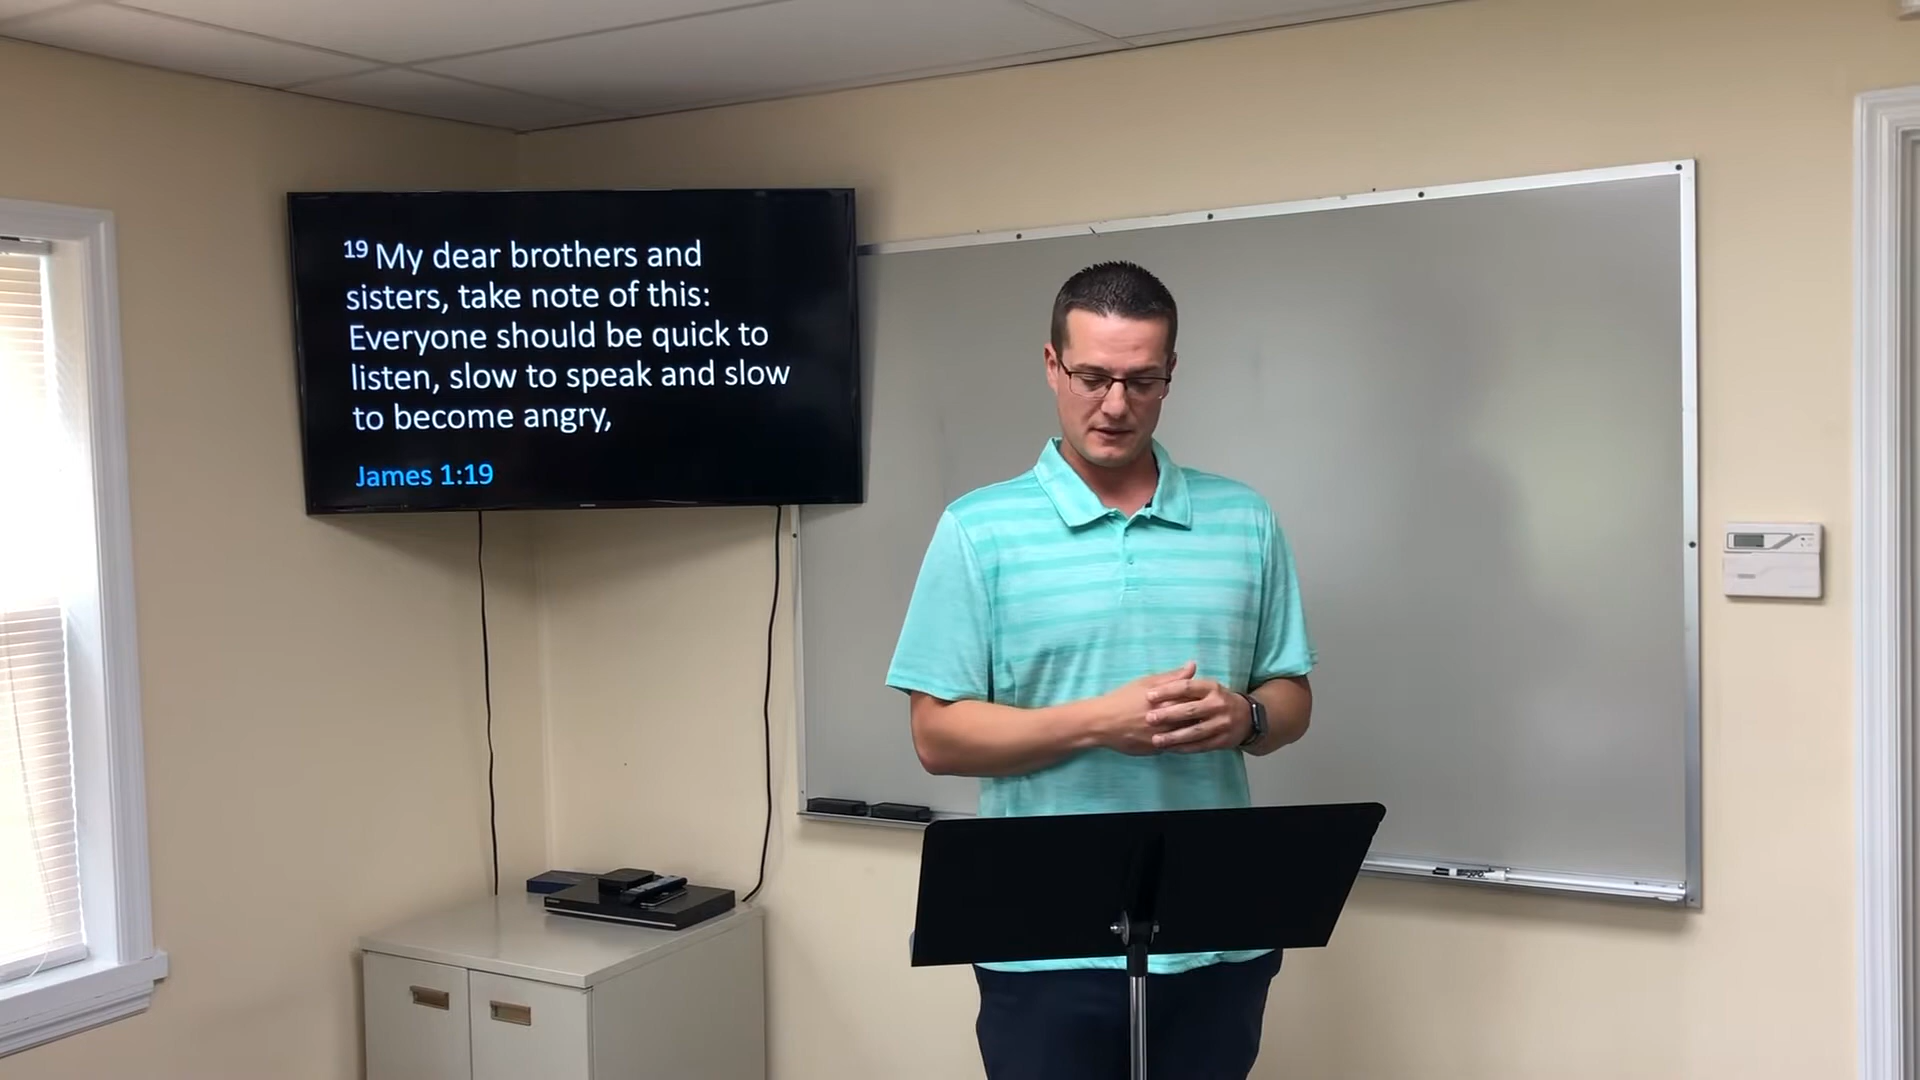 19 My dear brothers and
sisters, take note of this:
Everyone should be quick to
listen, slow to speak and slow
to become angry,
James 1:19